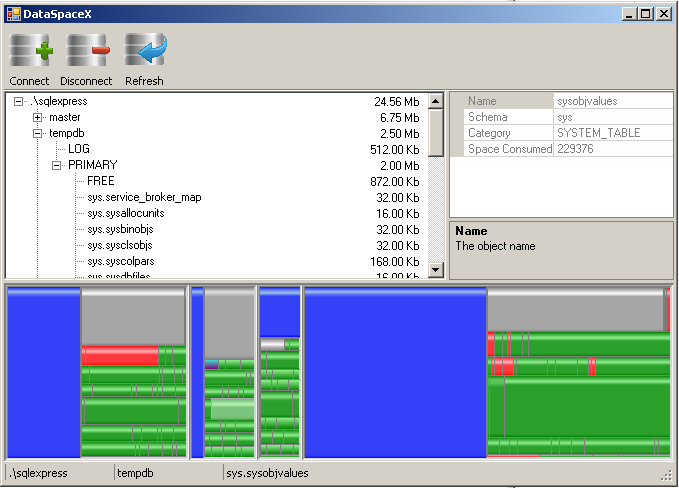 DataSpaceX
Connect Disconnect Refresh
.\sqlexpress 24.56 Mb
master 6.75 Mb
tempdb 2.50 Mb
LOG 512.00 Kb
PRIMARY 2.00 Mb
FREE 872.00 Kb
sys.service_broker_map 32.00 Kb
sys.sysallocunits 16.00 Kb
sys.sysbinobjs 32.00 Kb
sys.sysclsobjs 32.00 Kb
sys.syscolpars 168.00 Kb
sys.sysdbfiles 16.00 Kb
Name sysobjvalues
Schema sys
Category SYSTEM_TABLE
Space Consumed 229376
Name
The object name
.\sqlexpress tempdb sys.sysobjvalues